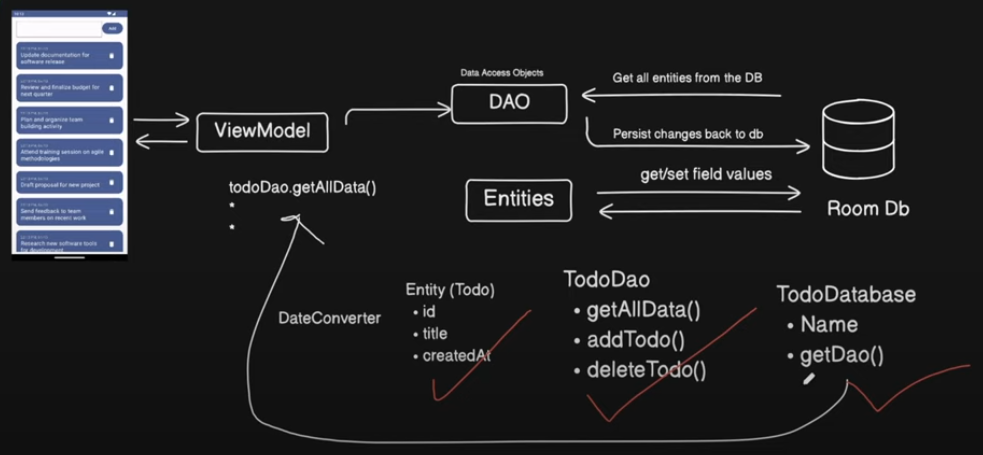 Add
Update documentation for
software release
Review and finalize budget for
next quarter
Plan and organize team
building activity
Attend training session on agile
methodologies
Draft proposal for new project
Send feedback to team
members on recent work
Research new software tools
for development
ViewModel
todoDao.getAllData()
*
*
Data Access Objects
DAO
Entities
Get all entities from the DB
Persist changes back to db
get/set field values
Room Db
DateConverter
Entity (Todo)
• id
• title
• createdAt
TodoDao
• getAllData()
• addTodo()
• deleteTodo()
TodoDatabase
• Name
• getDao()